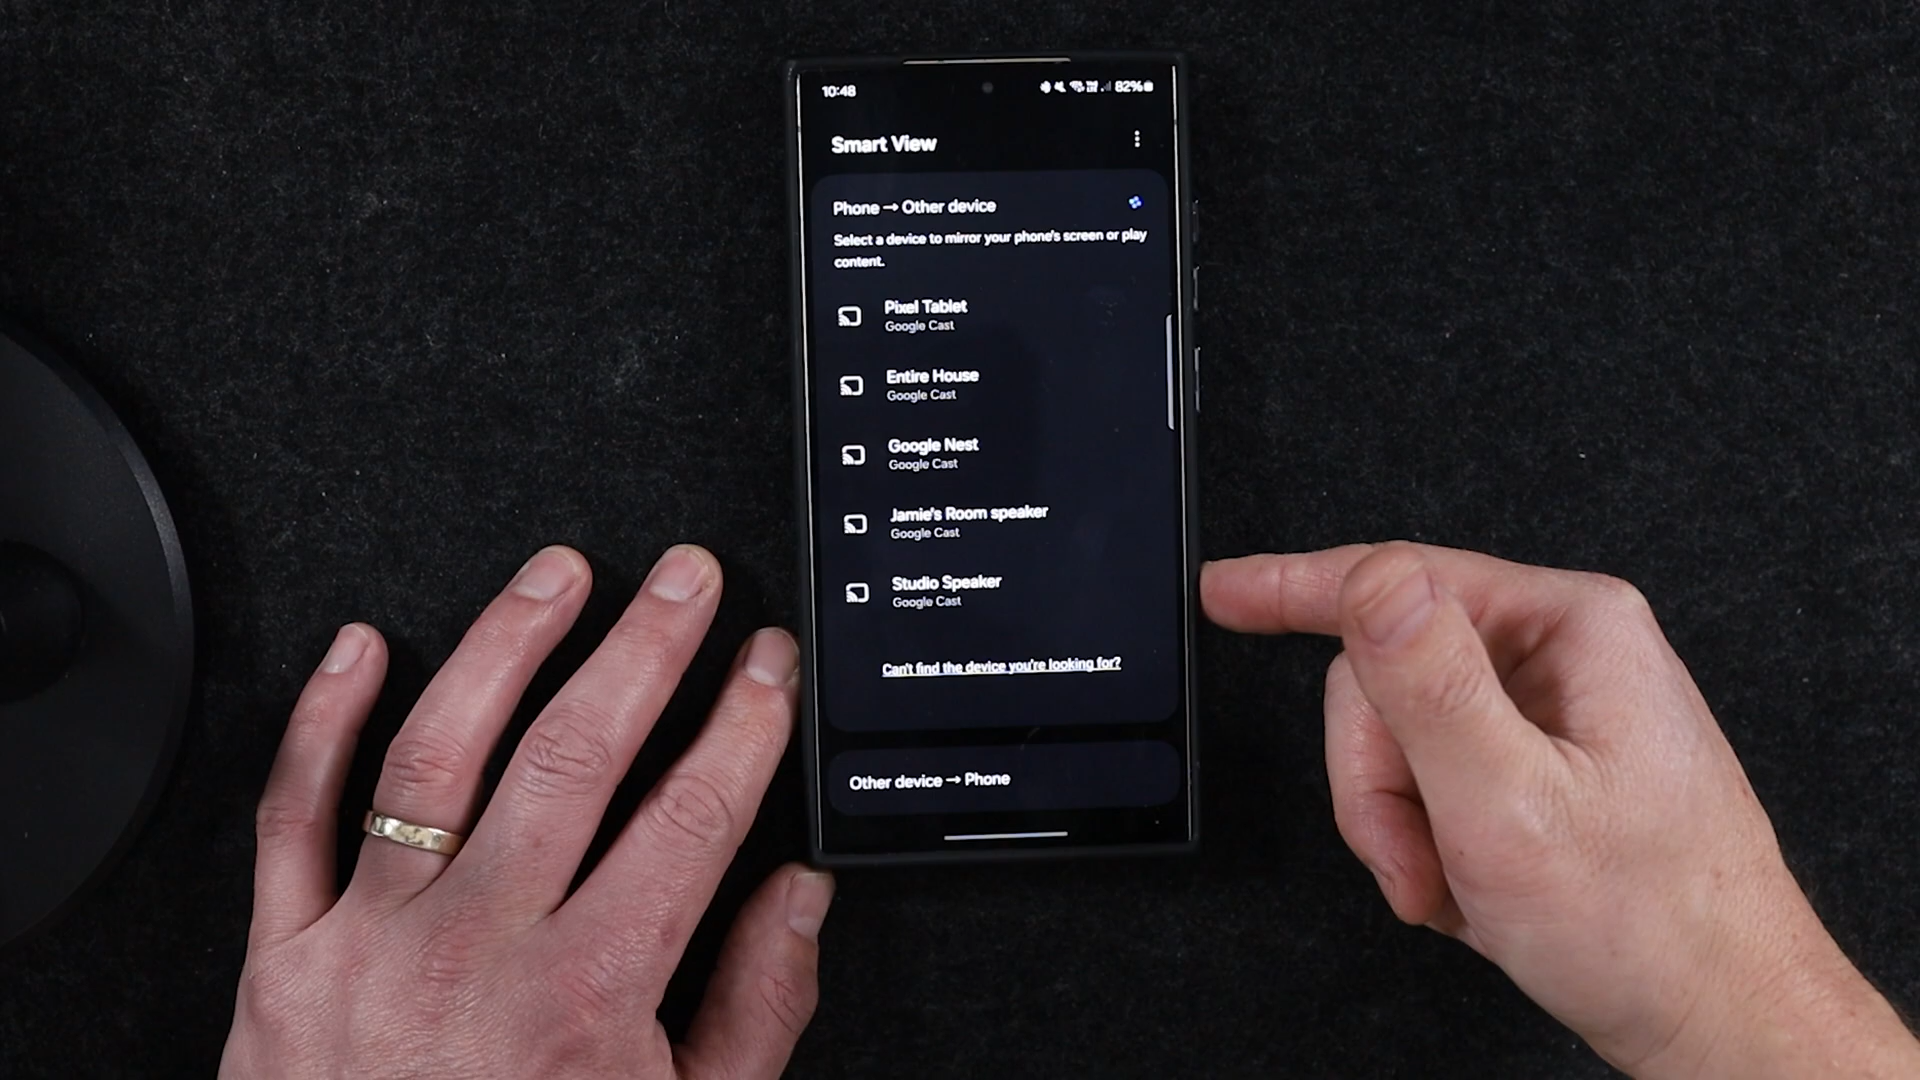 10:48
82%
Smart View
Phone → Other device
Select a device to mirror your phone's screen or play
content.
Pixel Tablet
Google Cast
Entire House
Google Cast
Google Nest
Google Cast
Jamie's Room speaker
Google Cast
Studio Speaker
Google Cast
Can't find the device you're looking for?
Other device → Phone